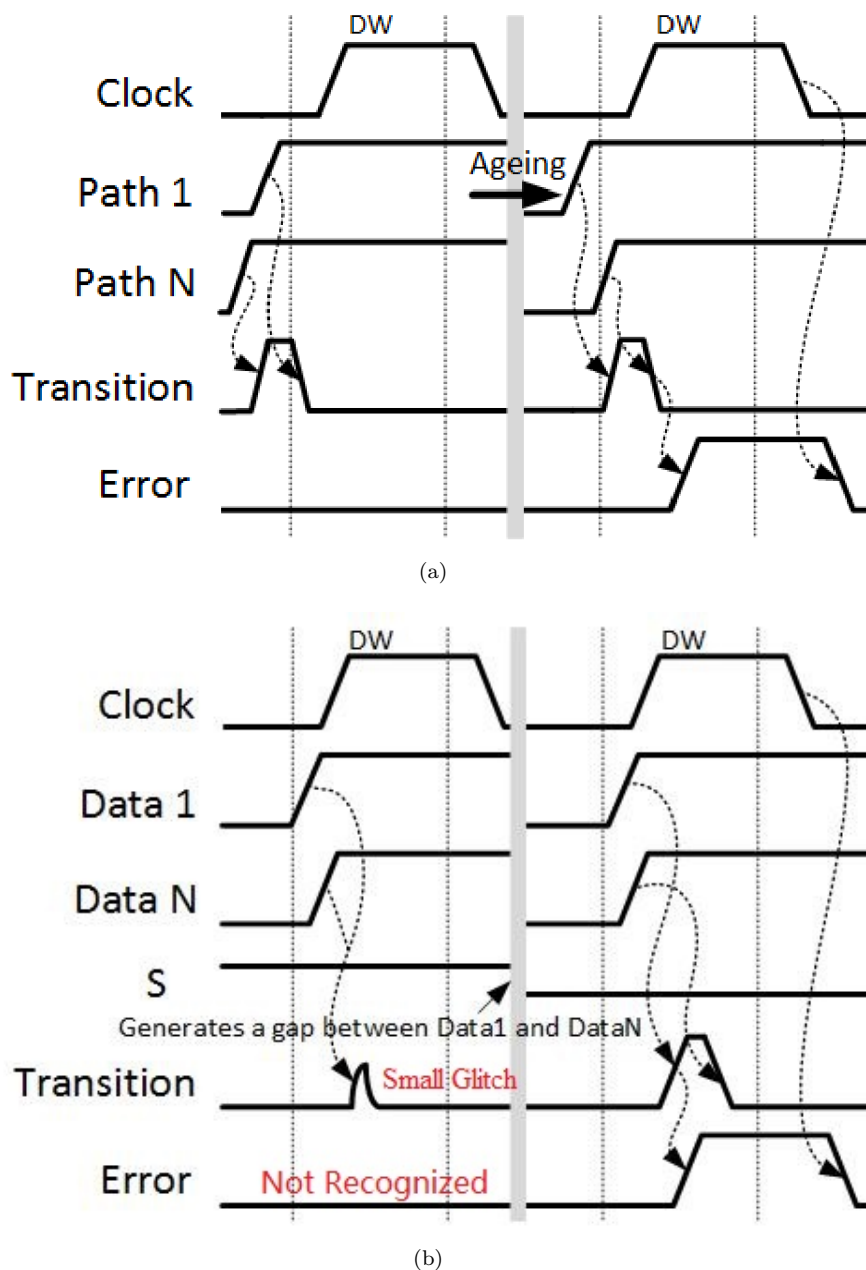 DW DW
Clock
Ageing
Path 1
Path N
Transition
Error
(a)
DW DW
Clock
Data 1
Data N
S
Generates a gap between Data1 and DataN
Transition Small Glitch
Error Not Recognized
(b)